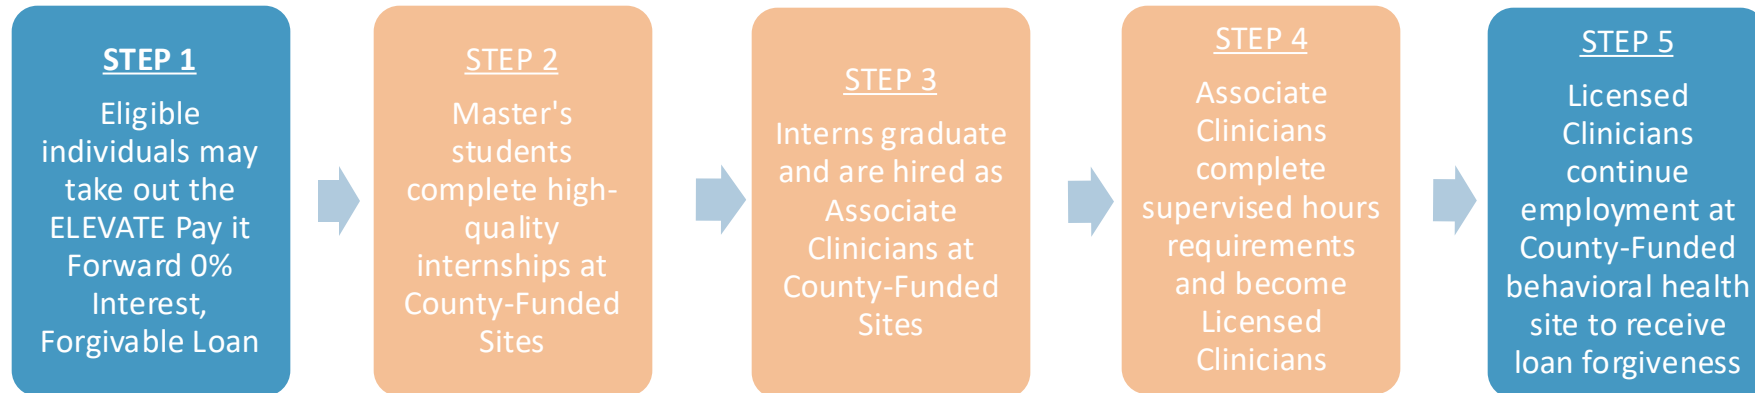 STEP 1
Eligible
individuals may
take out the
ELEVATE Pay it
Forward 0%
Interest,
Forgivable Loan
STEP 2
Master's
students
complete high-
quality
internships at
County-Funded
Sites
STEP 3
Interns graduate
and are hired as
Associate
Clinicians at
County-Funded
Sites
STEP 4
Associate
Clinicians
complete
supervised hours
requirements
and become
Licensed
Clinicians
STEP 5
Licensed
Clinicians
continue
employment at
County-Funded
behavioral health
site to receive
loan forgiveness